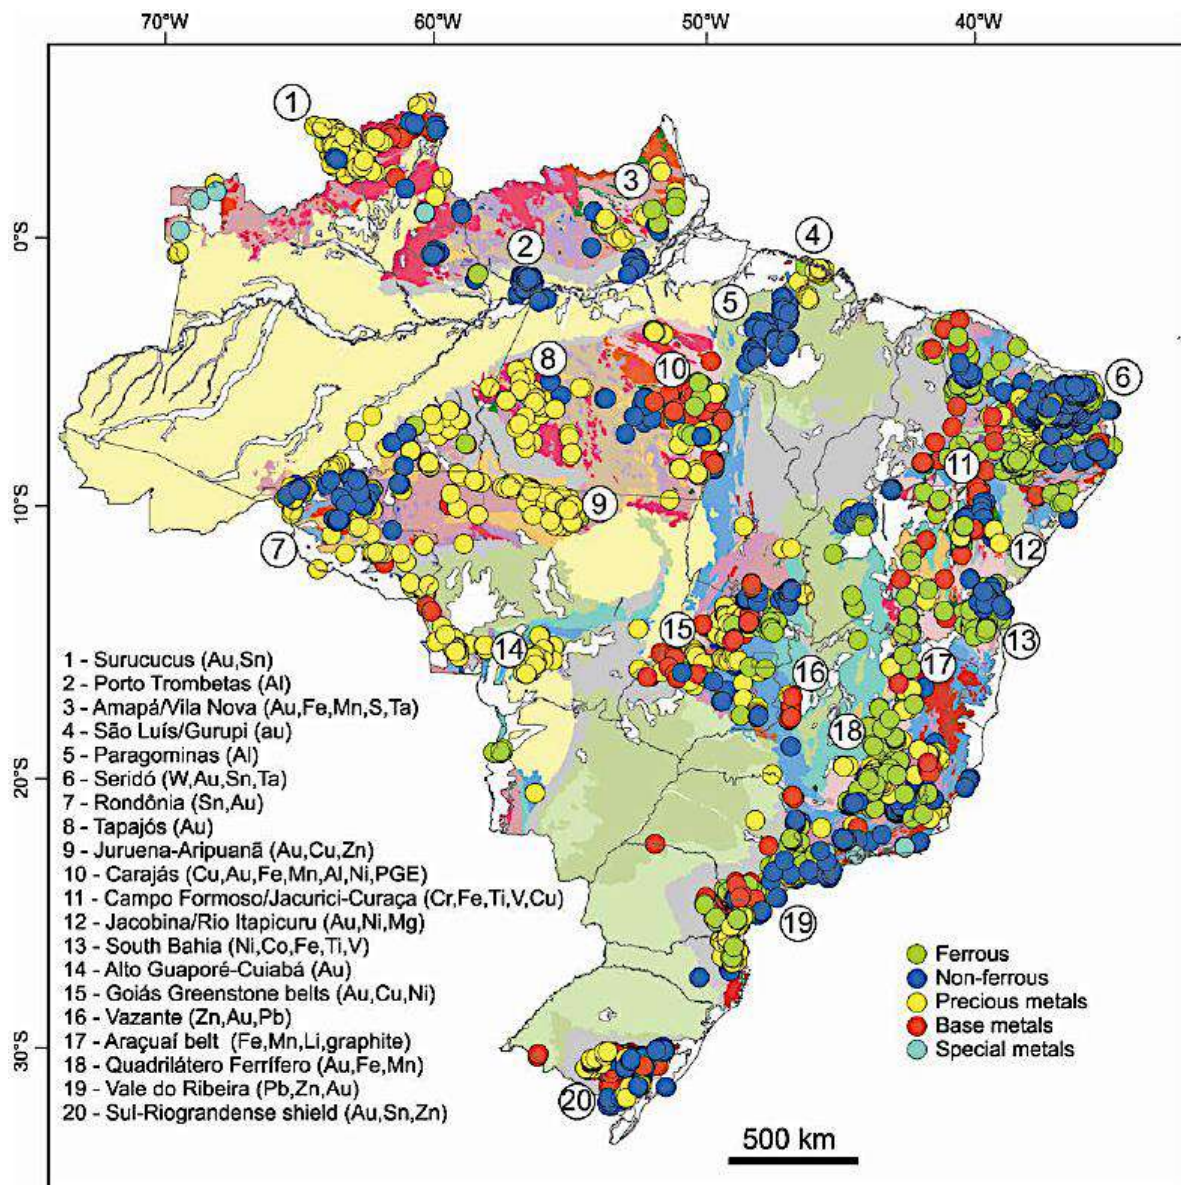 70°W 60°W 50°W 40°W
1
3
0°S
2
4
5
8
10
6
11
10°S
9
7
12
13
15
14
16
17
18
1 - Surucucus (Au,Sn)
2 - Porto Trombetas (Al)
3 - Amapá/Vila Nova (Au,Fe,Mn,S,Ta)
4 - São Luís/Gurupi (au)
5 - Paragominas (Al)
6 - Seridó (W,Au,Sn,Ta)
20°S
7 - Rondônia (Sn,Au)
8 - Tapajós (Au)
9 - Juruena-Aripuanã (Au,Cu,Zn)
10 - Carajás (Cu,Au,Fe,Mn,Al,Ni,PGE)
11 - Campo Formoso/Jacurici-Curaça (Cr,Fe,Ti,V,Cu)
12 - Jacobina/Rio Itapicuru (Au,Ni,Mg)
13 - South Bahia (Ni,Co,Fe,Ti,V)
14 - Alto Guaporé-Cuiabá (Au)
15 - Goiás Greenstone belts (Au,Cu,Ni)
16 - Vazante (Zn,Au,Pb)
17 - Araçuaí belt (Fe,Mn,Li,graphite)
30°S
18 - Quadrilátero Ferrífero (Au,Fe,Mn)
19 - Vale do Ribeira (Pb,Zn,Au)
20 - Sul-Riograndense shield (Au,Sn,Zn)
19
Ferrous
Non-ferrous
Precious metals
Base metals
Special metals
20
500 km